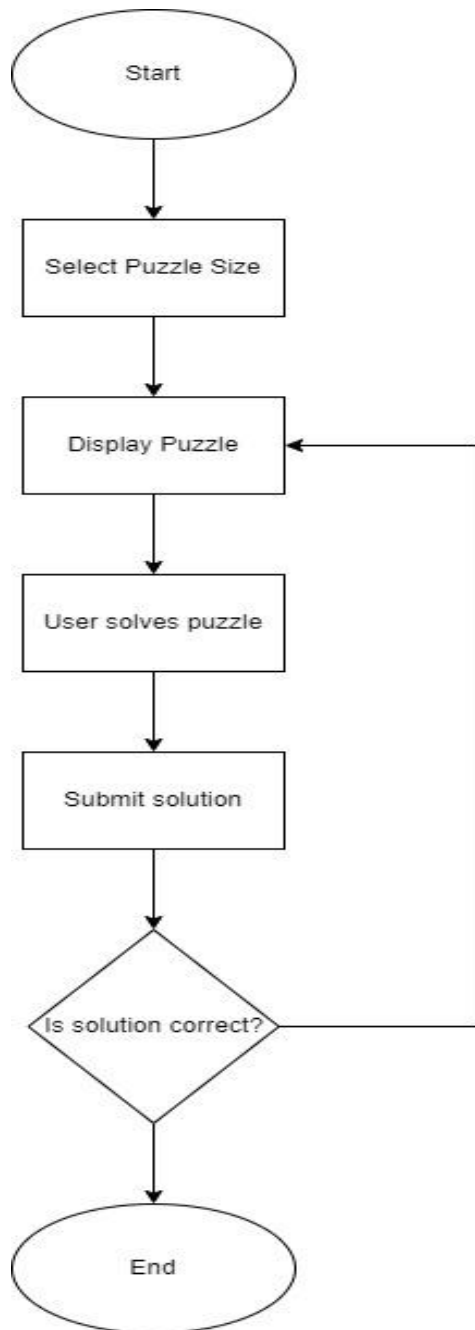 Start
Select Puzzle Size
Display Puzzle
User solves puzzle
Submit solution
Is solution correct?
End